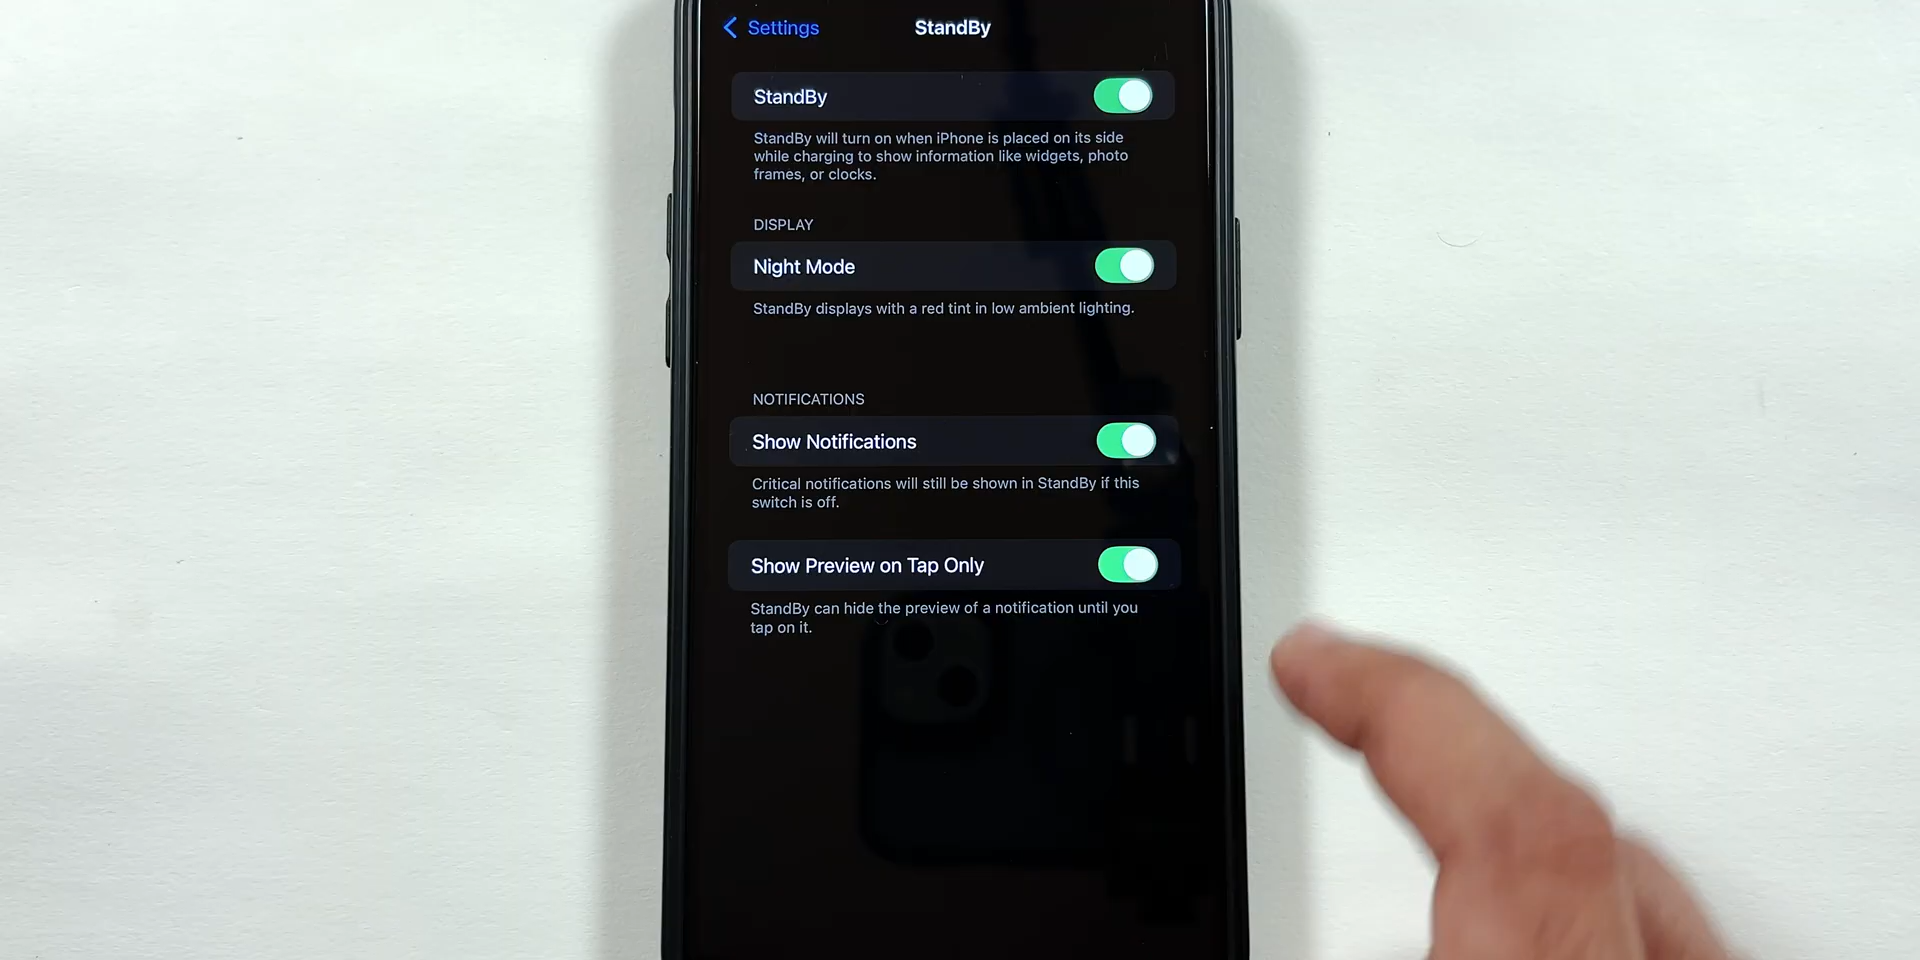 Settings
StandBy
StandBy
StandBy will turn on when iPhone is placed on its side
while charging to show information like widgets, photo
frames, or clocks.
DISPLAY
Night Mode
StandBy displays with a red tint in low ambient lighting.
NOTIFICATIONS
Show Notifications
Critical notifications will still be shown in StandBy if this
switch is off.
Show Preview on Tap Only
StandBy can hide the preview of a notification until you
tap on it.